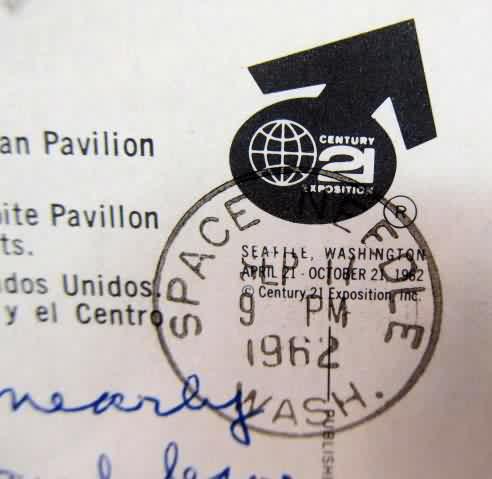 an Pavilion
CENTURY
21
EXPOSITION
®
ite Pavillon
ts.
dos Unidos.
y el Centro
SEATTLE, WASHINGTON
APRIL 21 - OCTOBER 21, 1962
© Century 21 Exposition, Inc.
SPACE NEEDLE
9 PM
1962
WASH.
nearly
PUBLISH